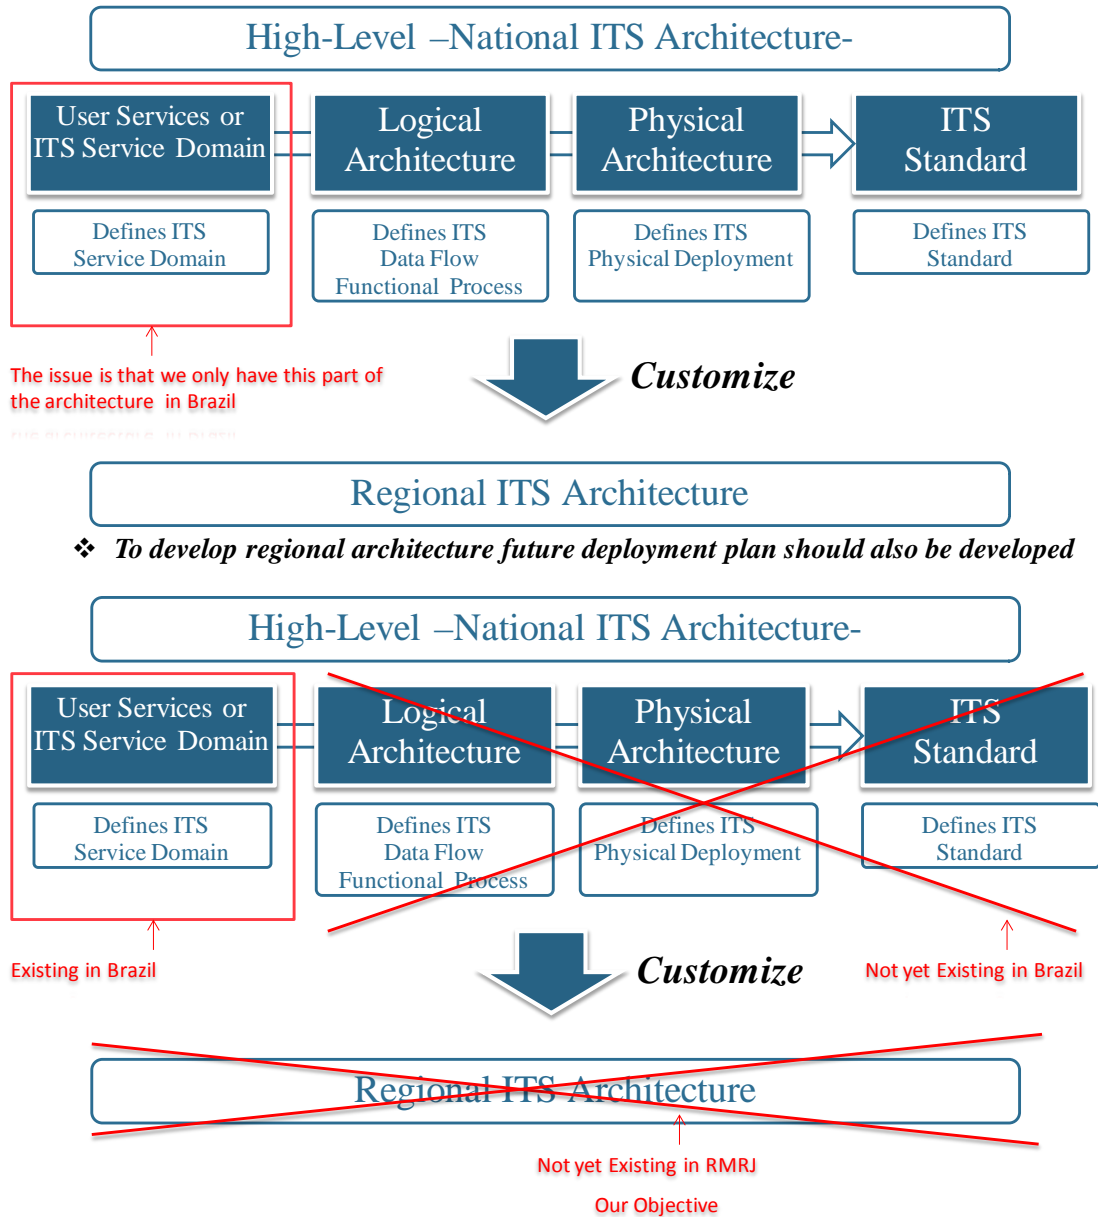 High-Level –National ITS Architecture-
User Services or
ITS Service Domain
Logical
Architecture
Physical
Architecture
ITS
Standard
Defines ITS
Service Domain
Defines ITS
Data Flow
Functional Process
Defines ITS
Physical Deployment
Defines ITS
Standard
The issue is that we only have this part of
the architecture in Brazil
Customize
Regional ITS Architecture
❖ To develop regional architecture future deployment plan should also be developed
High-Level –National ITS Architecture-
User Services or
ITS Service Domain
Logical
Architecture
Physical
Architecture
ITS
Standard
Defines ITS
Service Domain
Defines ITS
Data Flow
Functional Process
Defines ITS
Physical Deployment
Defines ITS
Standard
Existing in Brazil
Customize
Not yet Existing in Brazil
Regional ITS Architecture
Not yet Existing in RMRJ
Our Objective